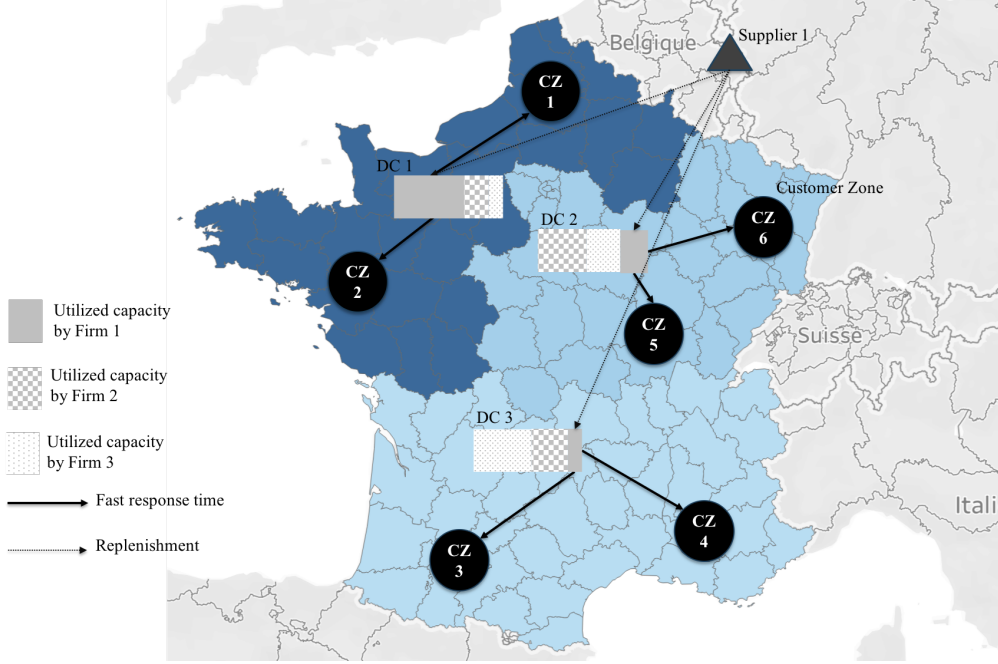 Belgique
Supplier 1
CZ
1
DC 1
Customer Zone
CZ
6
DC 2
CZ
2
Utilized capacity
by Firm 1
CZ
5
Suisse
Utilized capacity
by Firm 2
DC 3
Utilized capacity
by Firm 3
Fast response time
Itali
CZ
4
Replenishment
CZ
3